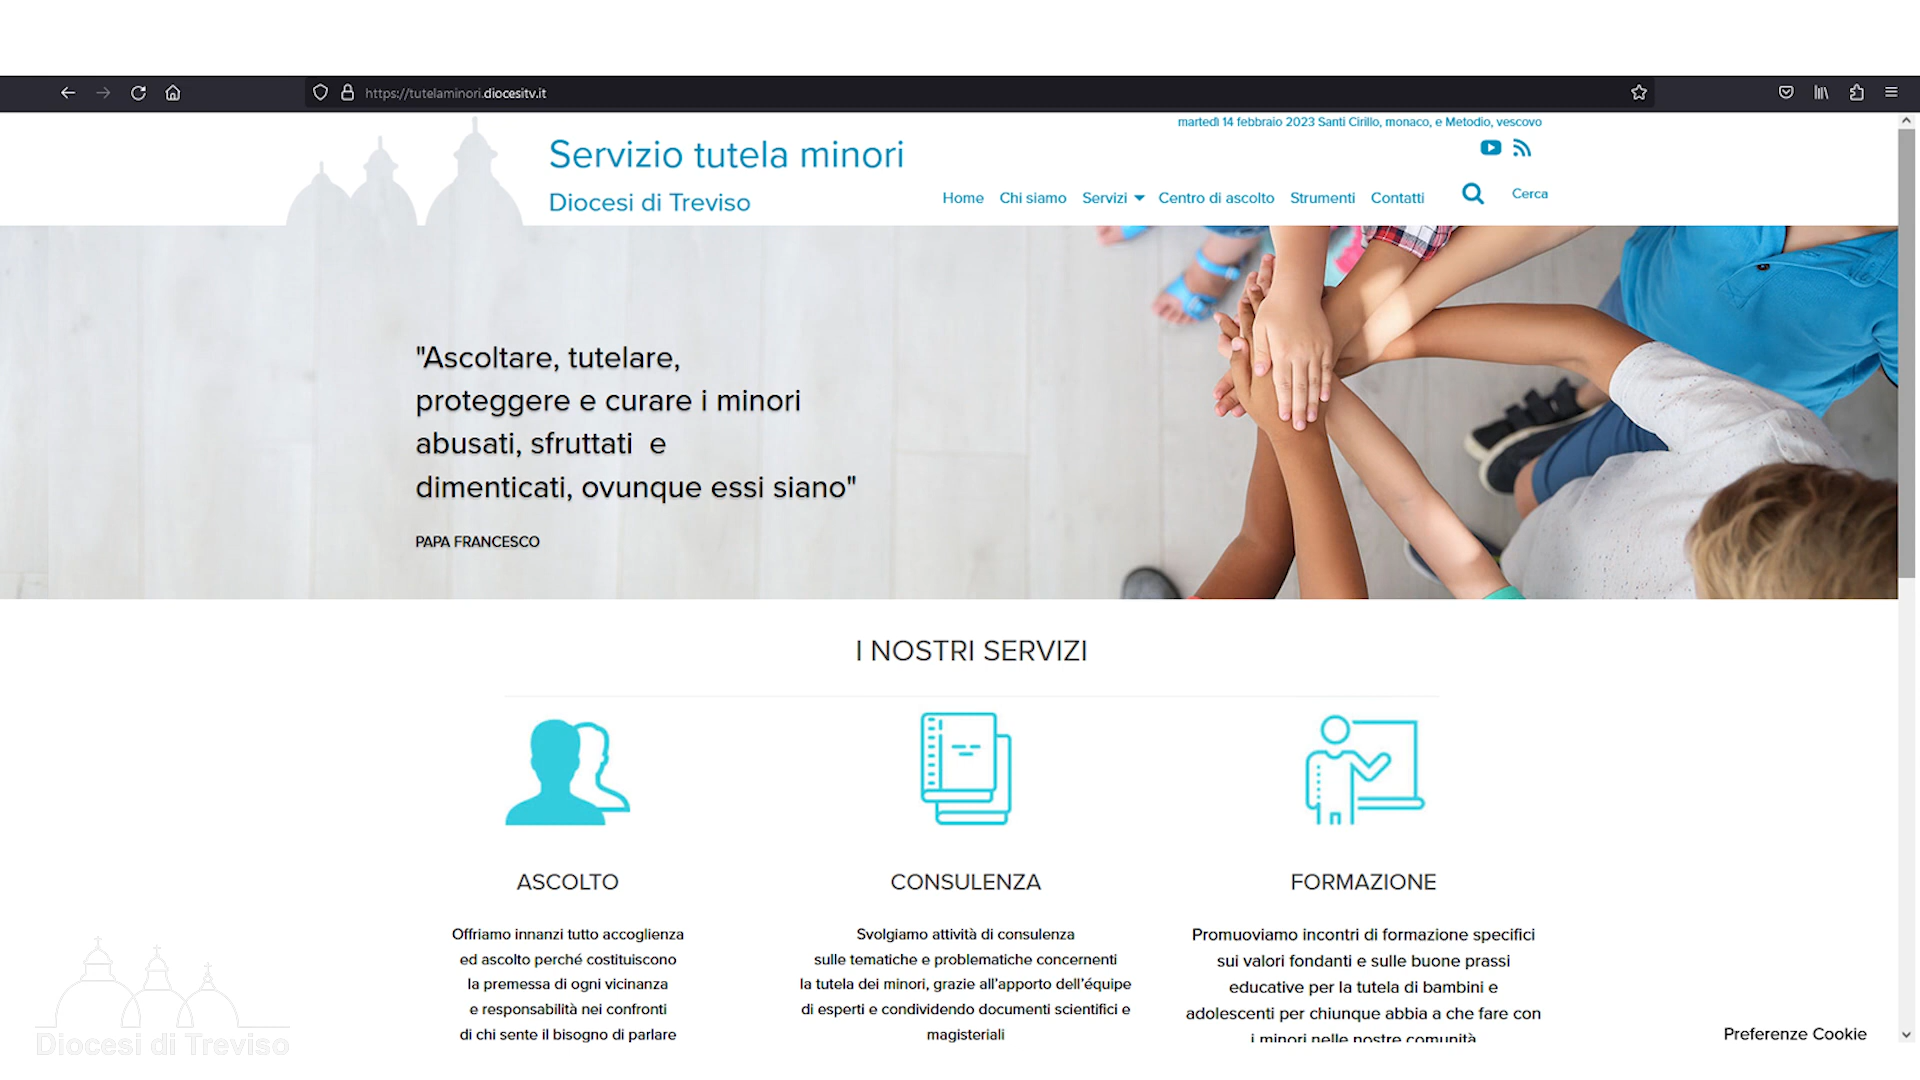 https://tutelaminori.diocesitv.it
martedì 14 febbraio 2023 Santi Cirillo, monaco, e Metodio, vescovo
Servizio tutela minori
Diocesi di Treviso
Home Chi siamo Servizi Centro di ascolto Strumenti Contatti Cerca
"Ascoltare, tutelare,
proteggere e curare i minori
abusati, sfruttati e
dimenticati, ovunque essi siano"
PAPA FRANCESCO
I NOSTRI SERVIZI
ASCOLTO
Offriamo innanzi tutto accoglienza
ed ascolto perché costituiscono
la premessa di ogni vicinanza
e responsabilità nei confronti
di chi sente il bisogno di parlare
CONSULENZA
Svolgiamo attività di consulenza
sulle tematiche e problematiche concernenti
la tutela dei minori, grazie all'apporto dell'équipe
di esperti e condividendo documenti scientifici e
magisteriali
FORMAZIONE
Promuoviamo incontri di formazione specifici
sui valori fondanti e sulle buone prassi
educative per la tutela di bambini e
adolescenti per chiunque abbia a che fare con
i minori nelle nostre comunità
Preferenze Cookie
Diocesi di Treviso